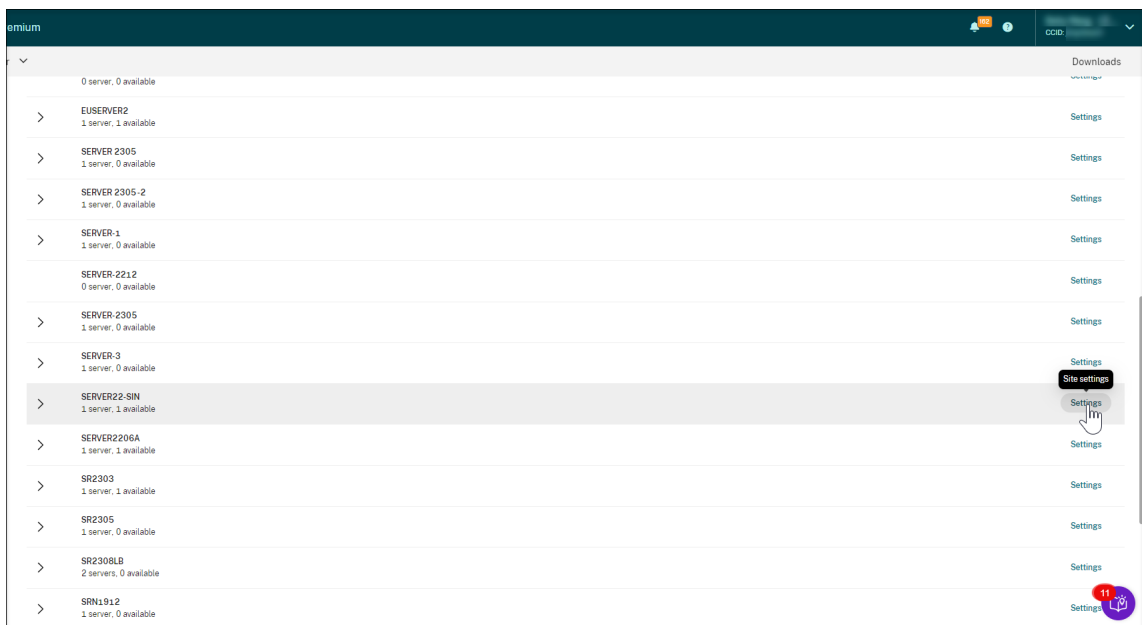 emium
162
CCID:
Downloads
0 server, 0 available
Settings
EUSERVER2
1 server, 1 available
Settings
SERVER 2305
1 server, 0 available
Settings
SERVER 2305-2
1 server, 0 available
Settings
SERVER-1
1 server, 0 available
Settings
SERVER-2212
0 server, 0 available
Settings
SERVER-2305
1 server, 0 available
Settings
SERVER-3
1 server, 0 available
Settings
Site settings
SERVER22-SIN
1 server, 1 available
Settings
SERVER2206A
1 server, 1 available
Settings
SR2303
1 server, 1 available
Settings
SR2305
1 server, 0 available
Settings
SR2308LB
2 servers, 0 available
Settings
SRN1912
1 server, 0 available
Settings
11